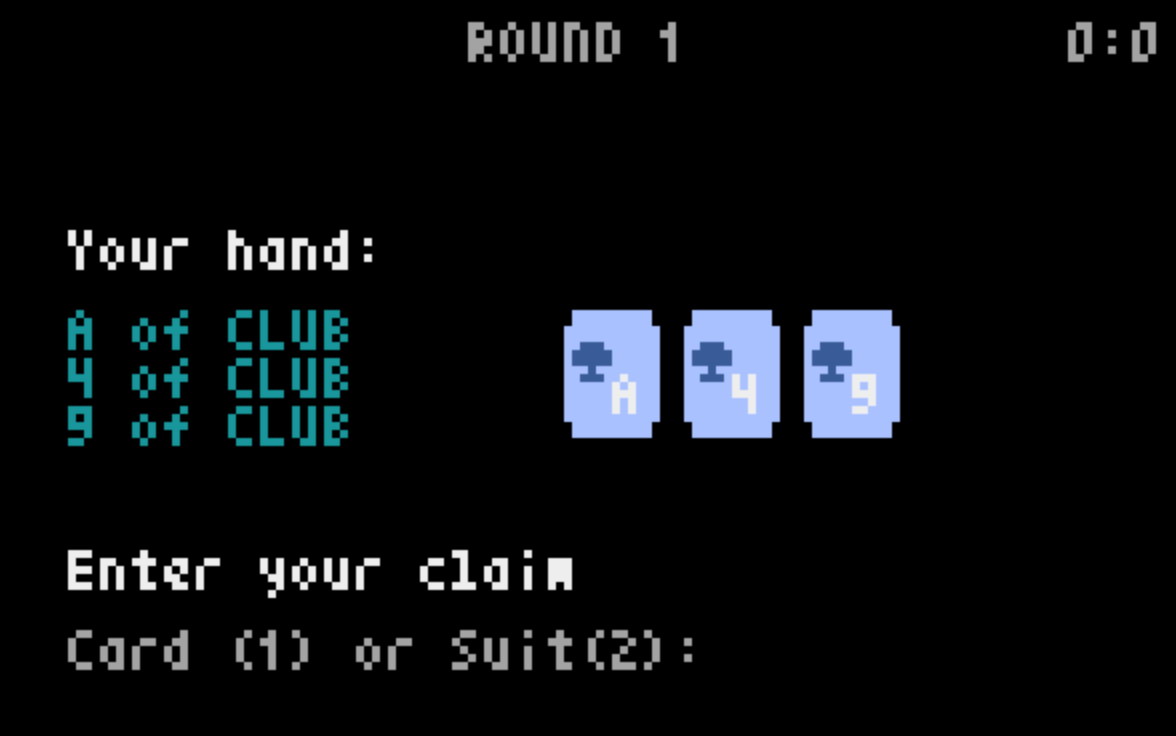 ROUND 1 0:0
Your hand:
A of CLUB
4 of CLUB
9 of CLUB
A 4 9
Enter your claim
Card (1) or Suit(2):